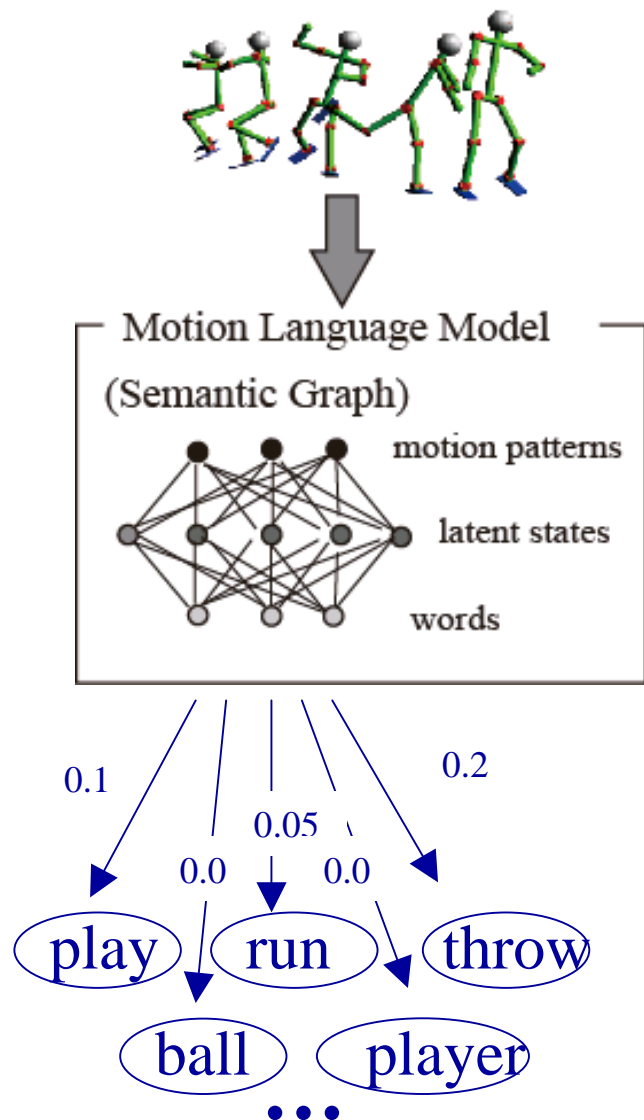 Motion Language Model
(Semantic Graph)
motion patterns
latent states
words
0.1
0.2
0.05
0.0
0.0
play
run
throw
ball
player
...